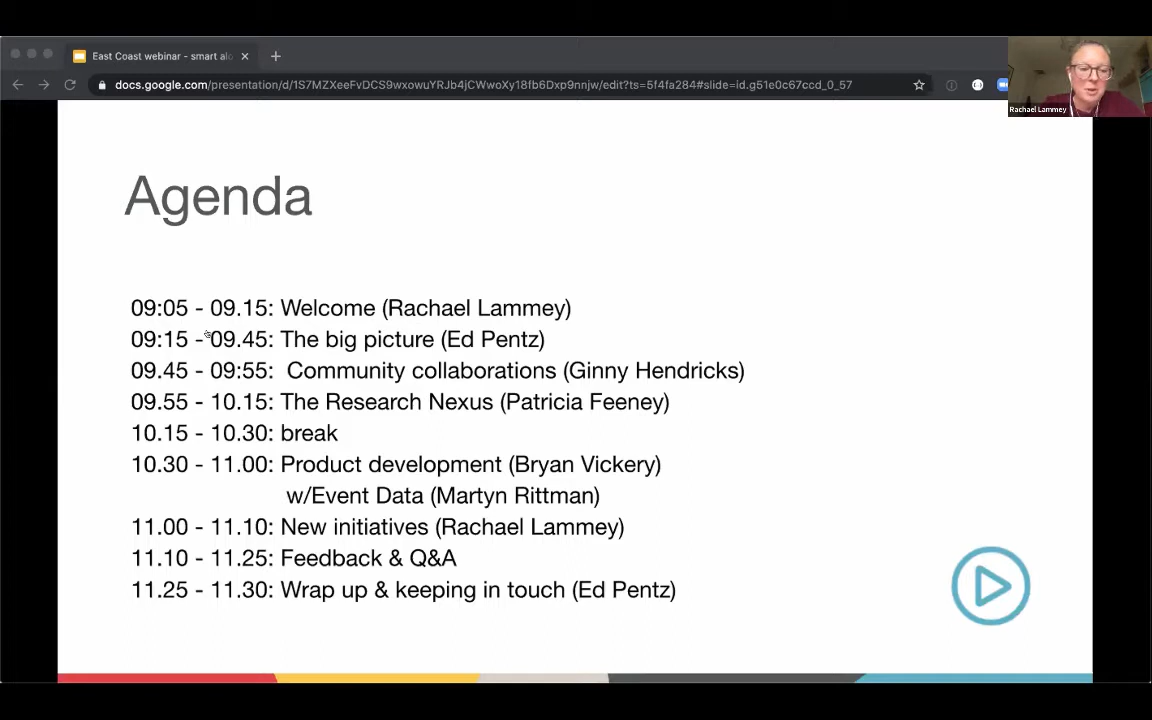 East Coast webinar - smart alo
docs.google.com/presentation/d/1S7MZXeeFvDCS9wxowuYRJb4jCWwoXy18fb6Dxp9nnjw/edit?ts=5f4fa284#slide=id.g51e0c67ccd_0_57
Rachael Lammey
Agenda
09:05 - 09.15: Welcome (Rachael Lammey)
09:15 - 09.45: The big picture (Ed Pentz)
09.45 - 09:55: Community collaborations (Ginny Hendricks)
09.55 - 10.15: The Research Nexus (Patricia Feeney)
10.15 - 10.30: break
10.30 - 11.00: Product development (Bryan Vickery)
w/Event Data (Martyn Rittman)
11.00 - 11.10: New initiatives (Rachael Lammey)
11.10 - 11.25: Feedback & Q&A
11.25 - 11.30: Wrap up & keeping in touch (Ed Pentz)